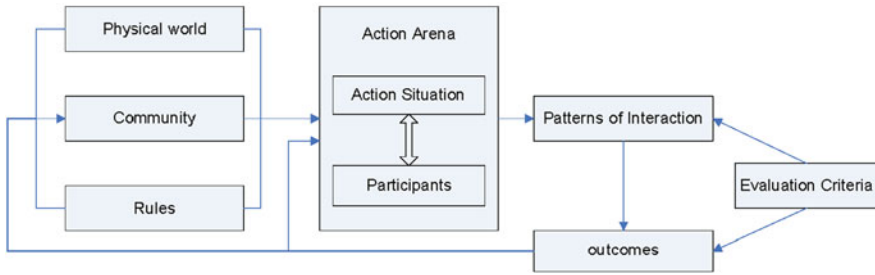 Physical world
Community
Rules
Action Arena
Action Situation
Participants
Patterns of Interaction
outcomes
Evaluation Criteria